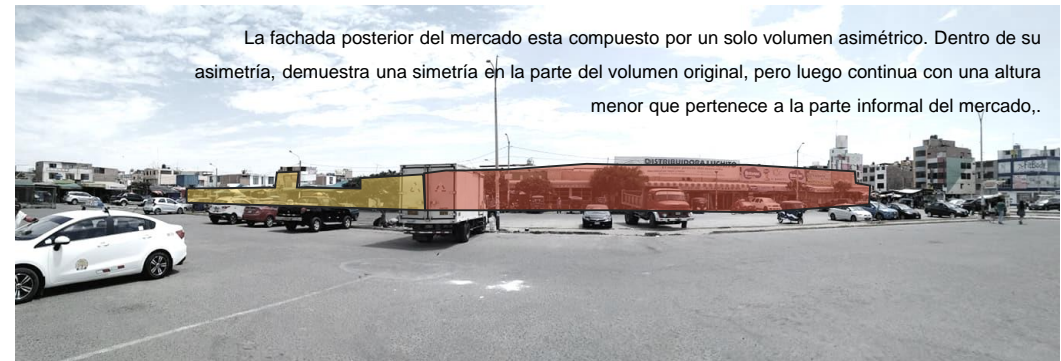 La fachada posterior del mercado esta compuesto por un solo volumen asimétrico. Dentro de su
asimetría, demuestra una simetría en la parte del volumen original, pero luego continua con una altura
menor que pertenece a la parte informal del mercado,.
DISTRIBUIDORA LUCHITO